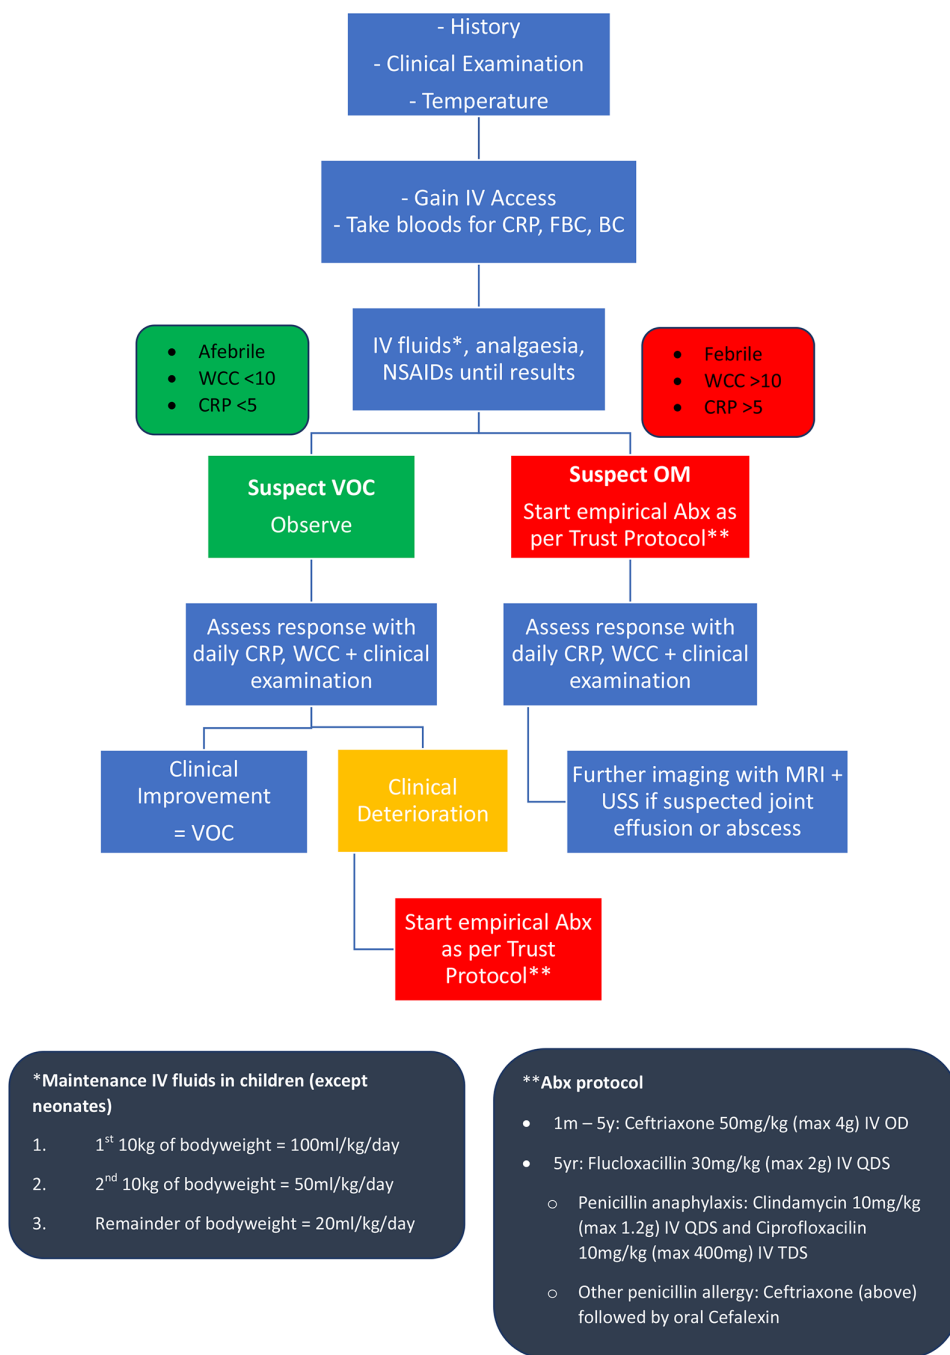 - History
- Clinical Examination
- Temperature
- Gain IV Access
- Take bloods for CRP, FBC, BC
IV fluids*, analgaesia,
NSAIDs until results
• Afebrile
• WCC <10
• CRP <5
• Febrile
• WCC >10
• CRP >5
Suspect VOC
Observe
Suspect OM
Start empirical Abx as
per Trust Protocol**
Assess response with
daily CRP, WCC + clinical
examination
Assess response with
daily CRP, WCC + clinical
examination
Clinical
Improvement
= VOC
Clinical
Deterioration
Further imaging with MRI +
USS if suspected joint
effusion or abscess
Start empirical Abx
as per Trust
Protocol**
*Maintenance IV fluids in children (except
neonates)
1. 1st 10kg of bodyweight = 100ml/kg/day
2. 2nd 10kg of bodyweight = 50ml/kg/day
3. Remainder of bodyweight = 20ml/kg/day
**Abx protocol
• 1m – 5y: Ceftriaxone 50mg/kg (max 4g) IV OD
• 5yr: Flucloxacillin 30mg/kg (max 2g) IV QDS
o Penicillin anaphylaxis: Clindamycin 10mg/kg
(max 1.2g) IV QDS and Ciprofloxacilin
10mg/kg (max 400mg) IV TDS
o Other penicillin allergy: Ceftriaxone (above)
followed by oral Cefalexin